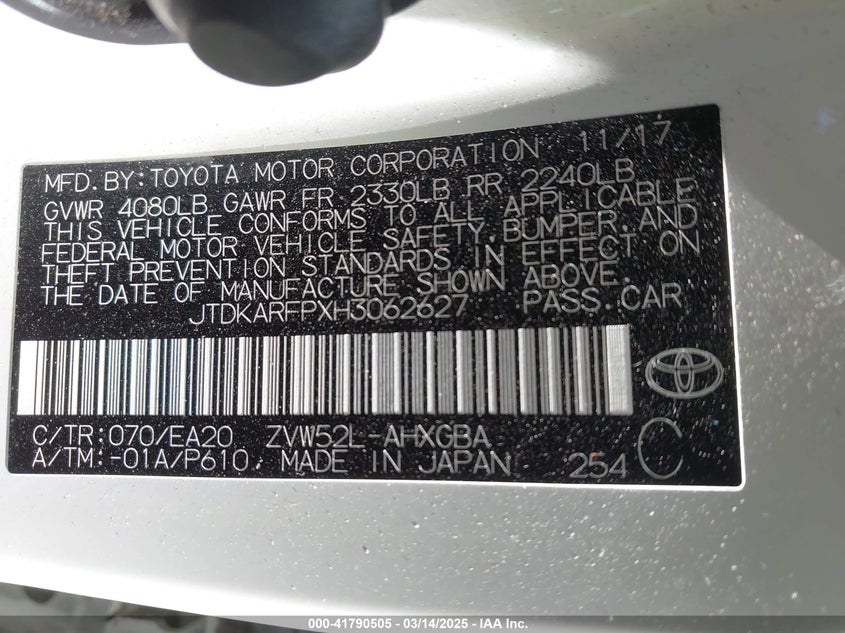 MFD. BY: TOYOTA MOTOR CORPORATION 11/17
GVWR 4080LB GAWR FR 2330LB RR 2240LB
THIS VEHICLE CONFORMS TO ALL APPLICABLE
FEDERAL MOTOR VEHICLE SAFETY, BUMPER, AND
THEFT PREVENTION STANDARDS IN EFFECT ON
THE DATE OF MANUFACTURE SHOWN ABOVE.
JTDKARFPXH3062627 PASS. CAR
C/TR: 070/EA20 ZVW52L-AHXGBA
A/TM: -01A/P610 MADE IN JAPAN 254 C
000-41790505 - 03/14/2025 - IAA Inc.